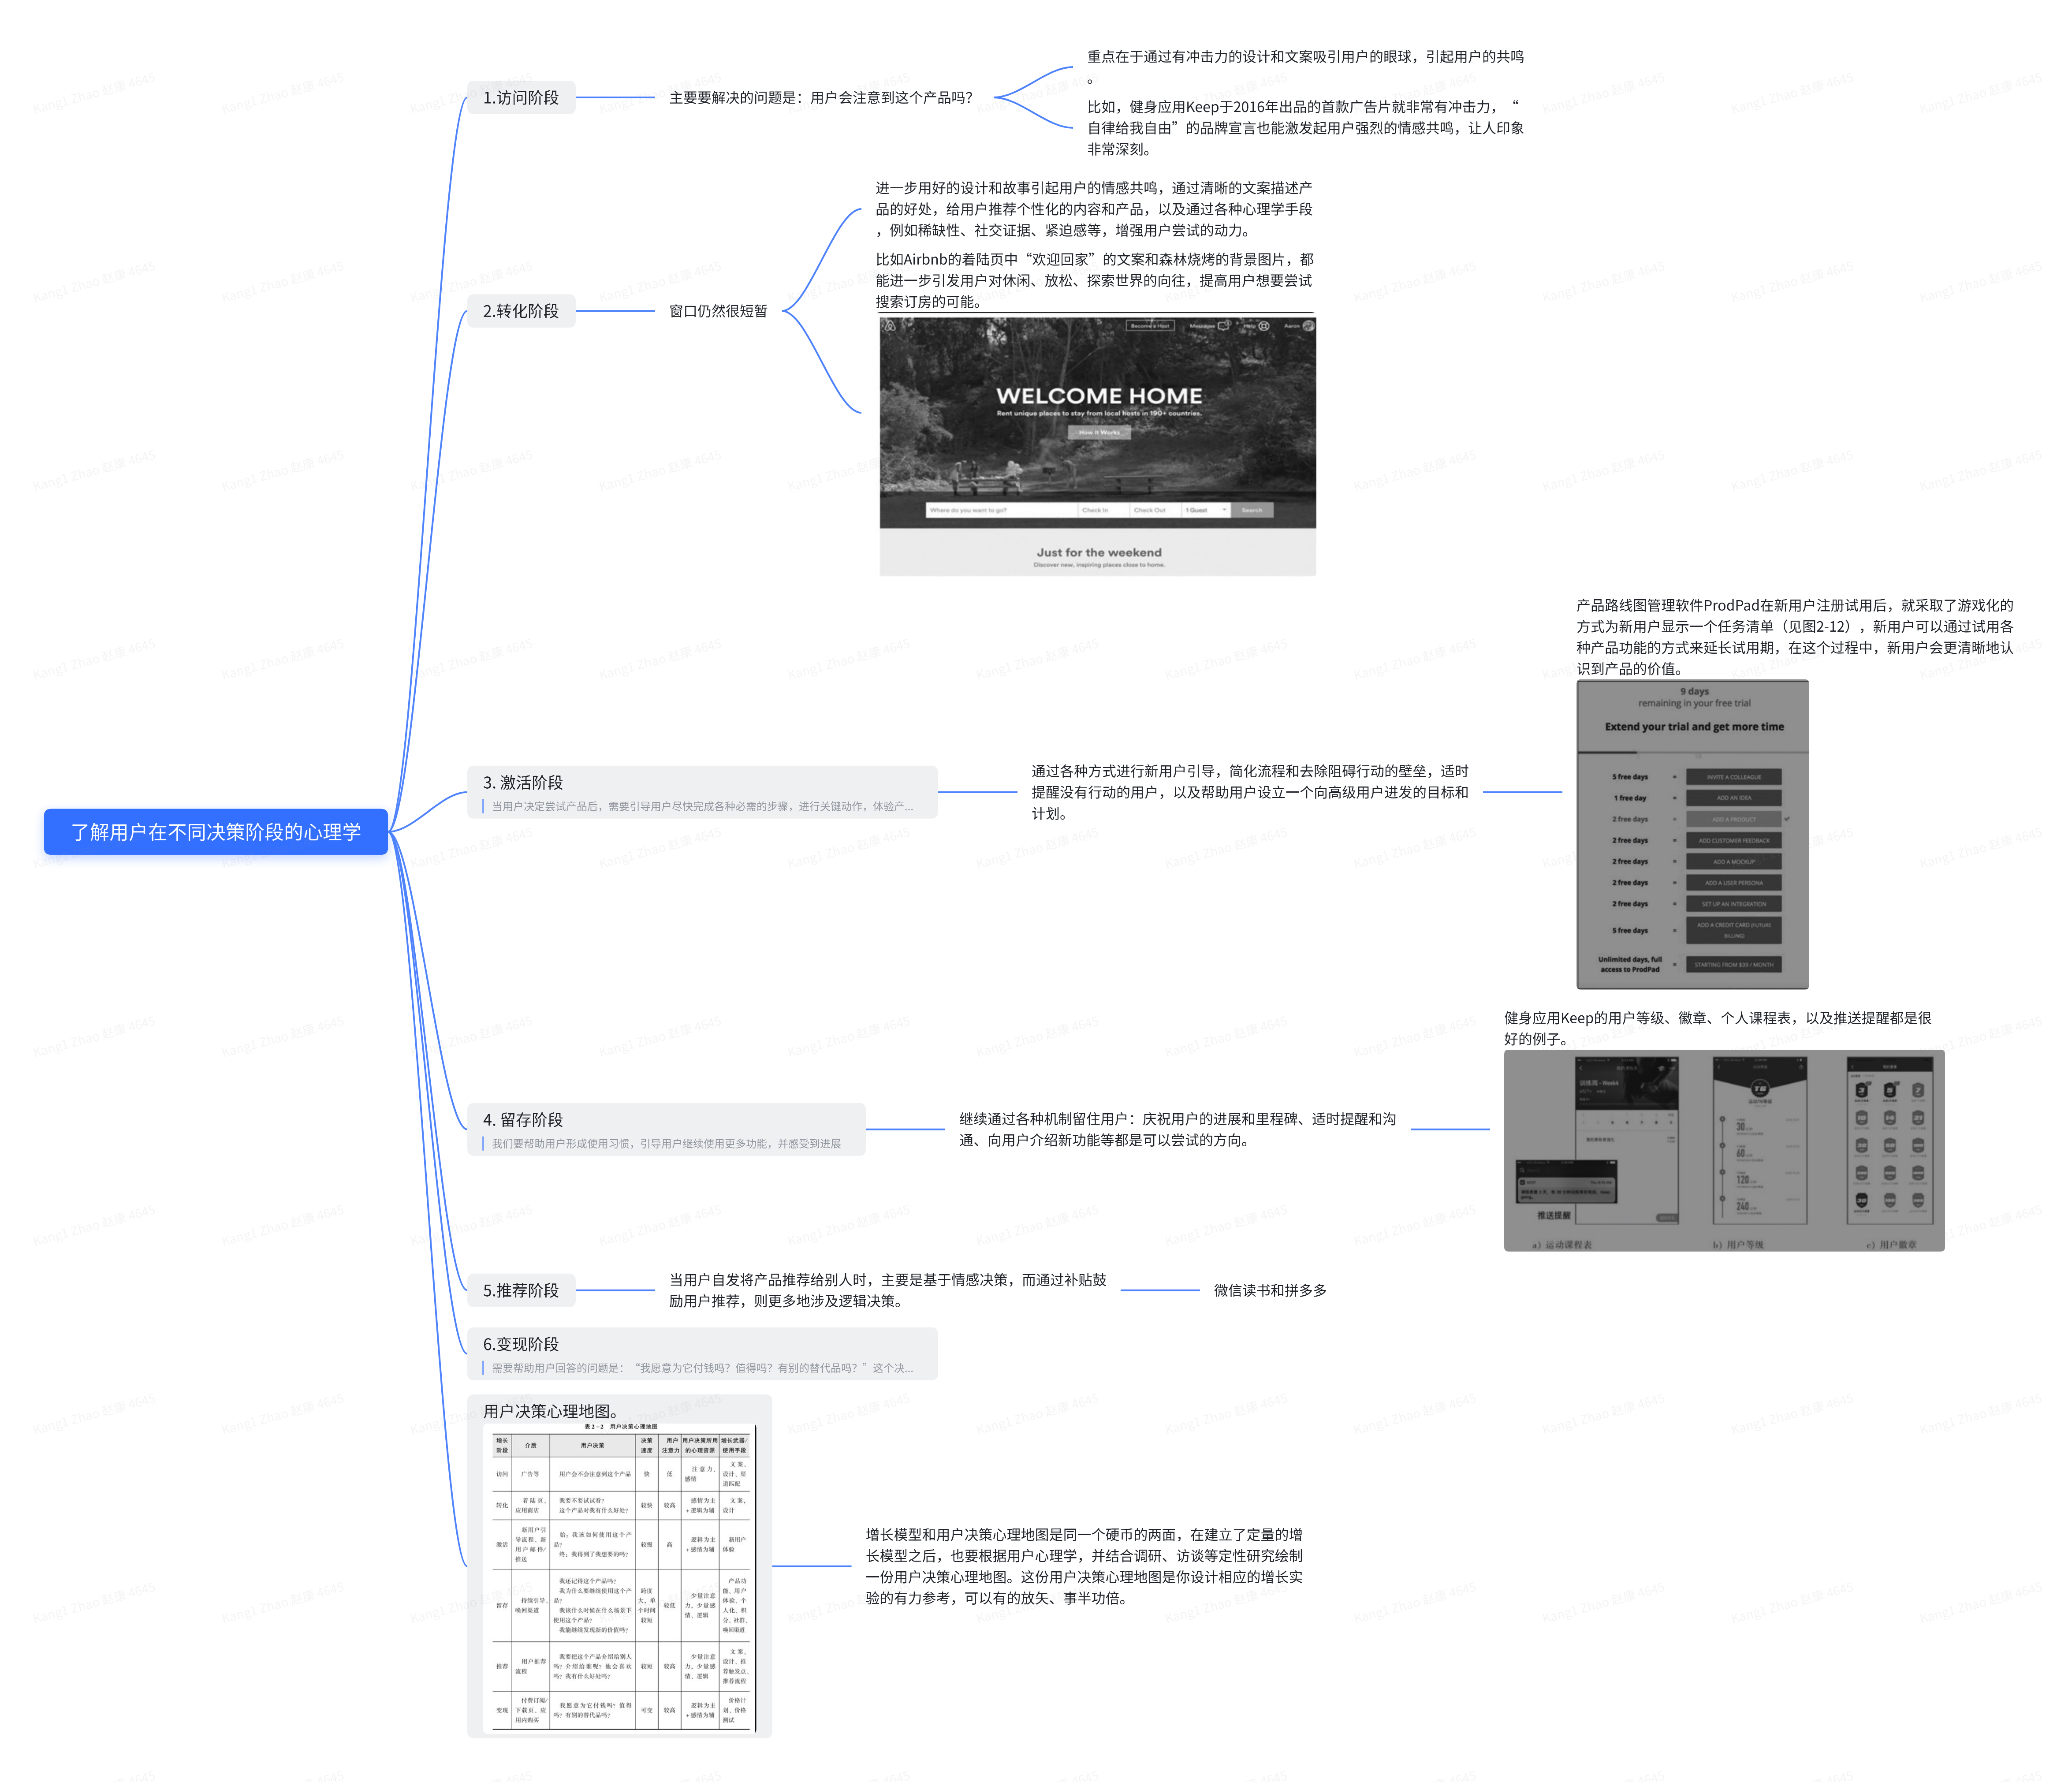 了解用户在不同决策阶段的心理学
1.访问阶段
主要要解决的问题是：用户会注意到这个产品吗？
重点在于通过有冲击力的设计和文案吸引用户的眼球，引起用户的共鸣
。
比如，健身应用Keep于2016年出品的首款广告片就非常有冲击力，“
自律给我自由”的品牌宣言也能激发起用户强烈的情感共鸣，让人印象
非常深刻。
2.转化阶段
窗口仍然很短暂
进一步用好的设计和故事引起用户的情感共鸣，通过清晰的文案描述产
品的好处，给用户推荐个性化的内容和产品，以及通过各种心理学手段
，例如稀缺性、社交证据、紧迫感等，增强用户尝试的动力。
比如Airbnb的着陆页中“欢迎回家”的文案和森林烧烤的背景图片，都
能进一步引发用户对休闲、放松、探索世界的向往，提高用户想要尝试
搜索订房的可能。
Become a Host Messages Help Aaron
WELCOME HOME
Rent unique places to stay from local hosts in 190+ countries.
How it Works
Where do you want to go? Check In Check Out 1 Guest Search
Just for the weekend
Discover new, inspiring places close to home.
3. 激活阶段
当用户决定尝试产品后，需要引导用户尽快完成各种必需的步骤，进行关键动作，体验产...
通过各种方式进行新用户引导，简化流程和去除阻碍行动的壁垒，适时
提醒没有行动的用户，以及帮助用户设立一个向高级用户进发的目标和
计划。
产品路线图管理软件ProdPad在新用户注册试用后，就采取了游戏化的
方式为新用户显示一个任务清单（见图2-12），新用户可以通过试用各
种产品功能的方式来延长试用期，在这个过程中，新用户会更清晰地认
识到产品的价值。
9 days
remaining in your free trial
Extend your trial and get more time
5 free days = INVITE A COLLEAGUE
1 free day = ADD AN IDEA
2 free days = ADD A PRODUCT
2 free days = ADD CUSTOMER FEEDBACK
2 free days = ADD A MOCKUP
2 free days = ADD A USER PERSONA
2 free days = SET UP AN INTEGRATION
5 free days = ADD A CREDIT CARD (FUTURE
BILLING)
Unlimited days, full
access to ProdPad = STARTING FROM $39 / MONTH
4. 留存阶段
我们要帮助用户形成使用习惯，引导用户继续使用更多功能，并感受到进展
继续通过各种机制留住用户：庆祝用户的进展和里程碑、适时提醒和沟
通、向用户介绍新功能等都是可以尝试的方向。
健身应用Keep的用户等级、徽章、个人课程表，以及推送提醒都是很
好的例子。
训练周 - Week4
30
60
120
240
推送提醒
a）运动课程表 b）用户等级 c）用户徽章
5.推荐阶段
当用户自发将产品推荐给别人时，主要是基于情感决策，而通过补贴鼓
励用户推荐，则更多地涉及逻辑决策。
微信读书和拼多多
6.变现阶段
需要帮助用户回答的问题是：“我愿意为它付钱吗？值得吗？有别的替代品吗？”这个决...
用户决策心理地图。
表 2-2 用户决策心理地图
增长 阶段 介质 用户决策 决策 速度 用户 注意力 用户决策所用 的心理资源 增长武器/ 使用手段
访问 广告等 用户会不会注意到这个产品 快 低 注意力、 感情 文案、 设计、渠 道匹配
转化 着陆页、 应用商店 我要不要试试看？ 这个产品对我有什么好处？ 较快 较高 感情为主 +逻辑为辅 文案、 设计
激活 新用户引 导流程、新 用户邮件/ 推送 始：我该如何使用这个产 品？ 终：我得到了我想要的吗？ 较慢 高 逻辑为主 +感情为辅 新用户 体验
留存 持续引导、 唤回渠道 我还记得这个产品吗？ 我为什么要继续使用这个产 品？ 我该什么时候在什么场景下 使用这个产品？ 我能继续发现新的价值吗？ 跨度 大，单 个时间 较短 较低 少量注意 力，少量感 情、逻辑 产品功 能、用户 体验、个 人化、积 分、社群、 唤回渠道
推荐 用户推荐 流程 我要把这个产品介绍给别人 吗？介绍给谁呢？他会喜欢 吗？我有什么好处吗？ 较短 较高 少量注意 力，少量感 情、逻辑 文案、 设计、推 荐触发点、 推荐流程
变现 付费订阅/ 下载页、应 用内购买 我愿意为它付钱吗？值得 吗？有别的替代品吗？ 可变 较高 逻辑为主 +感情为辅 价格计 划、价格 测试
增长模型和用户决策心理地图是同一个硬币的两面，在建立了定量的增
长模型之后，也要根据用户心理学，并结合调研、访谈等定性研究绘制
一份用户决策心理地图。这份用户决策心理地图是你设计相应的增长实
验的有力参考，可以有的放矢、事半功倍。
Kang1 Zhao 赵康 4645